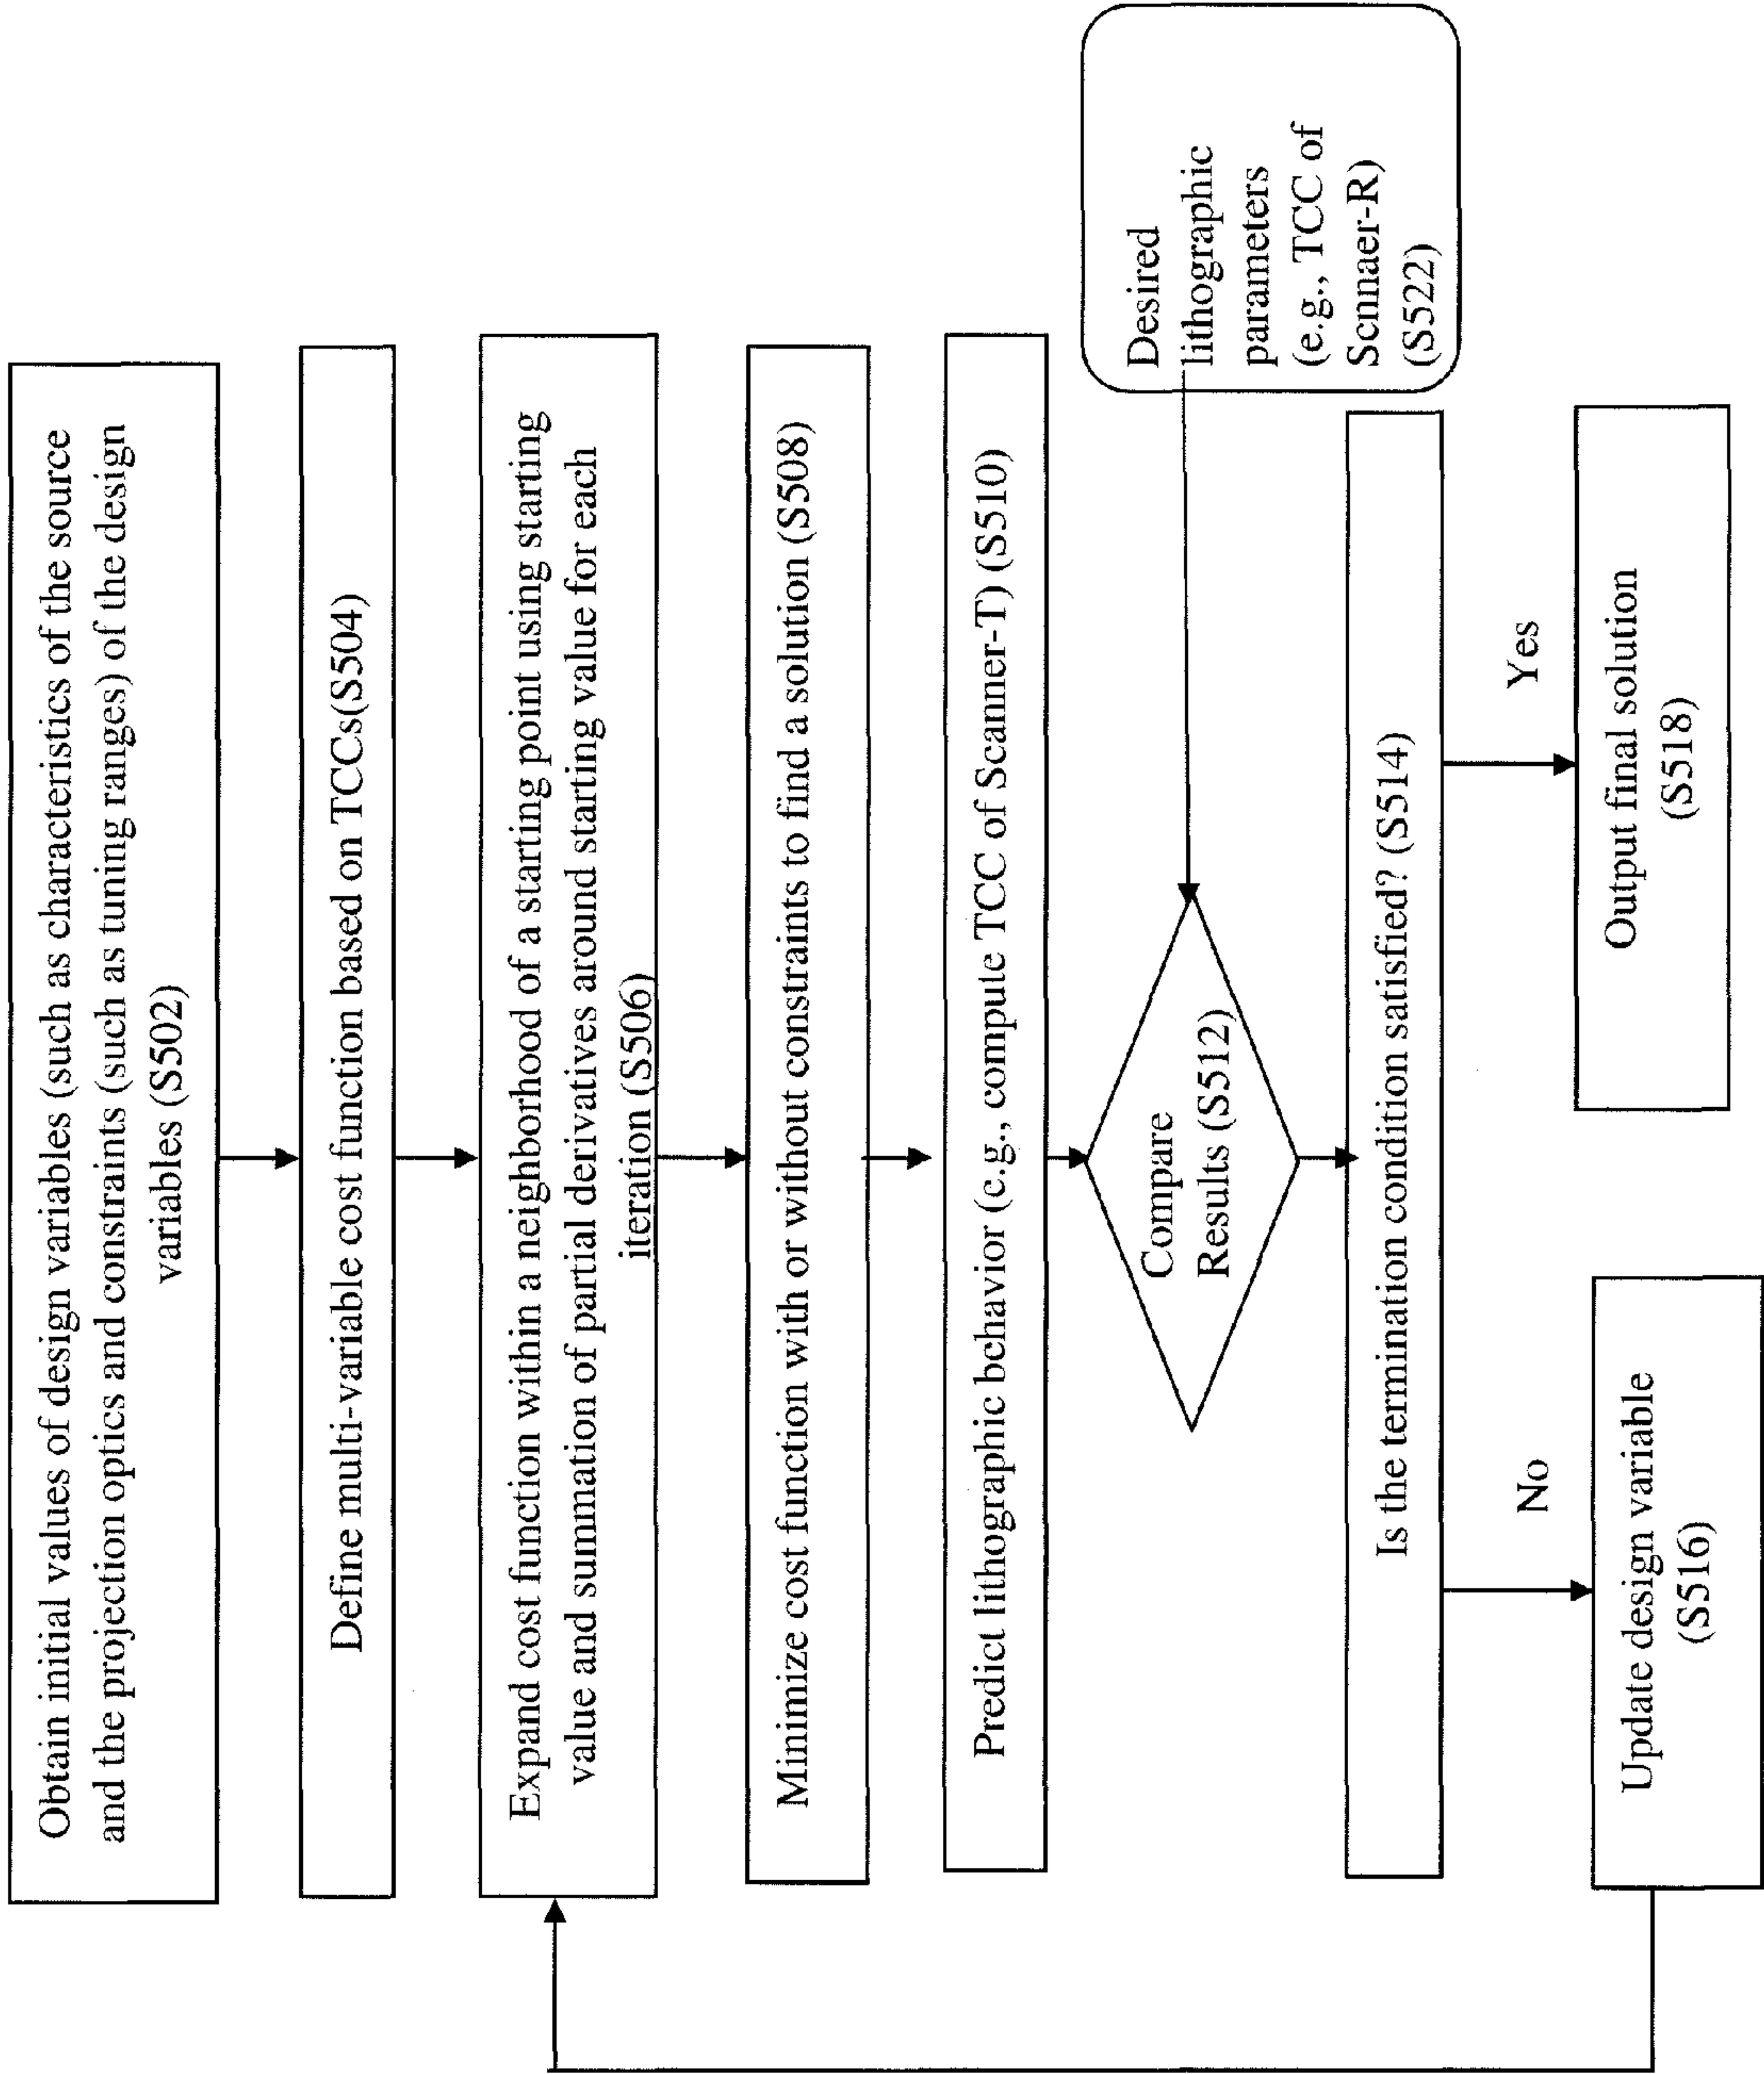 Obtain initial values of design variables (such as characteristics of the source
and the projection optics and constraints (such as tuning ranges) of the design
variables (S502)
Define multi-variable cost function based on TCCs(S504)
Expand cost function within a neighborhood of a starting point using starting
value and summation of partial derivatives around starting value for each
iteration (S506)
Minimize cost function with or without constraints to find a solution (S508)
Predict lithographic behavior (e.g., compute TCC of Scanner-T) (S510)
Compare
Results (S512)
Desired
lithographic
parameters
(e.g., TCC of
Scnnaer-R)
(S522)
Is the termination condition satisfied? (S514)
No
Yes
Update design variable
(S516)
Output final solution
(S518)